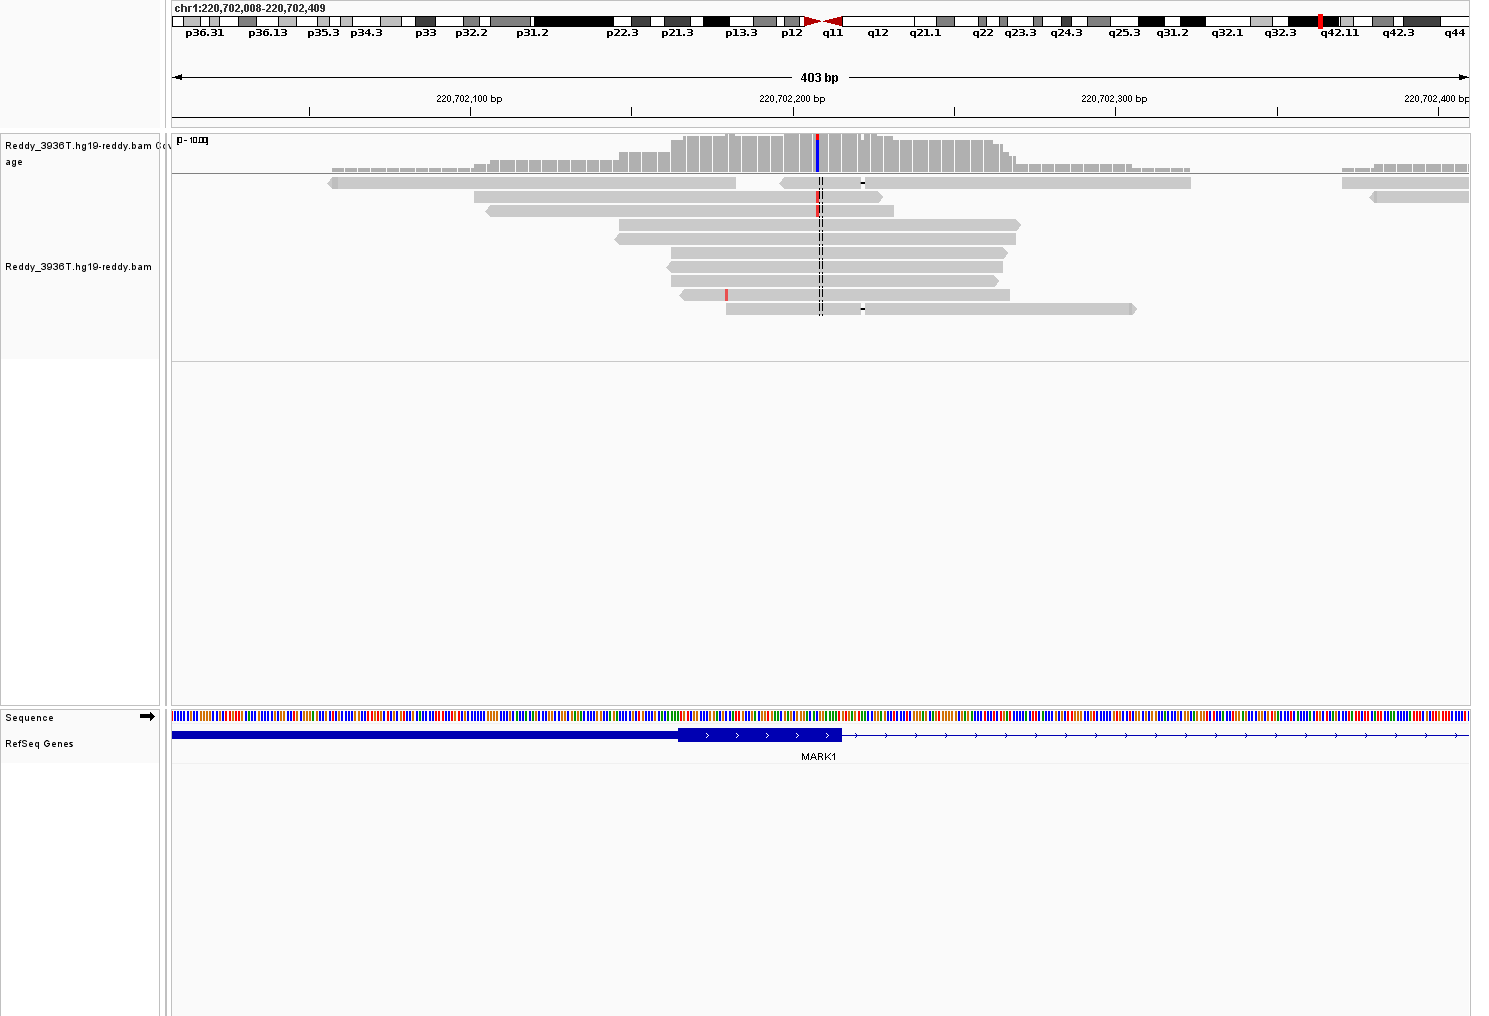 chr1:220,702,008-220,702,409
p36.31 p36.13 p35.3 p34.3 p33 p32.2 p31.2 p22.3 p21.3 p13.3 p12 q11 q12 q21.1 q22 q23.3 q24.3 q25.3 q31.2 q32.1 q32.3 q42.11 q42.3 q44
403 bp
220,702,100 bp 220,702,200 bp 220,702,300 bp 220,702,400 bp
Reddy_3936T.hg19-reddy.bam Cov
age
[0 - 10.00]
Reddy_3936T.hg19-reddy.bam
Sequence
RefSeq Genes
MARK1